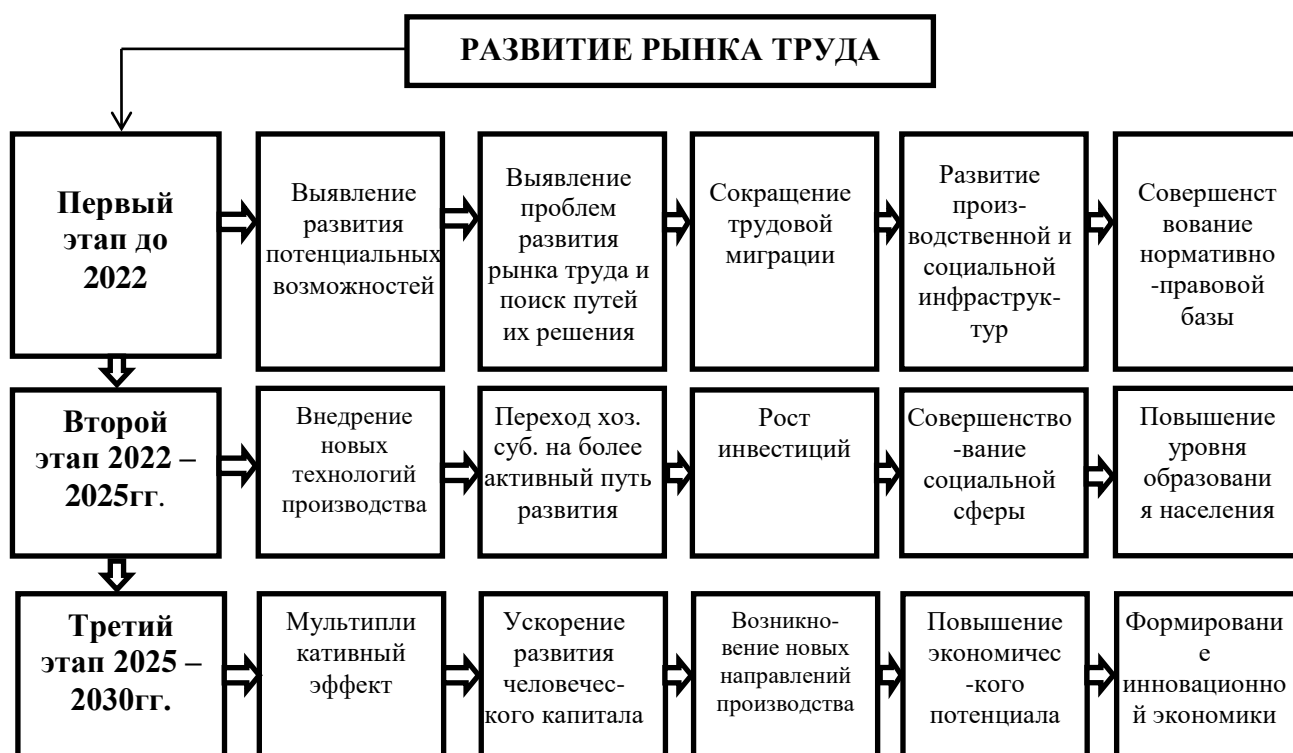 РАЗВИТИЕ РЫНКА ТРУДА
Первый
этап до
2022
Выявление
развития
потенциальных
возможностей
Выявление
проблем
развития
рынка труда и
поиск путей
их решения
Сокращение
трудовой
миграции
Развитие
произ-
водственной и
социальной
инфраструк-
тур
Совершенст
вование
нормативно
-правовой
базы
Второй
этап 2022 –
2025гг.
Внедрение
новых
технологий
производства
Переход хоз.
суб. на более
активный путь
развития
Рост
инвестиций
Совершенство
-вание
социальной
сферы
Повышение
уровня
образовани
я населения
Третий
этап 2025 –
2030гг.
Мультипли
кативный
эффект
Ускорение
развития
человечес-
кого капитала
Возникно-
вение новых
направлений
производства
Повышение
экономичес
-кого
потенциала
Формировани
е
инновационно
й экономики